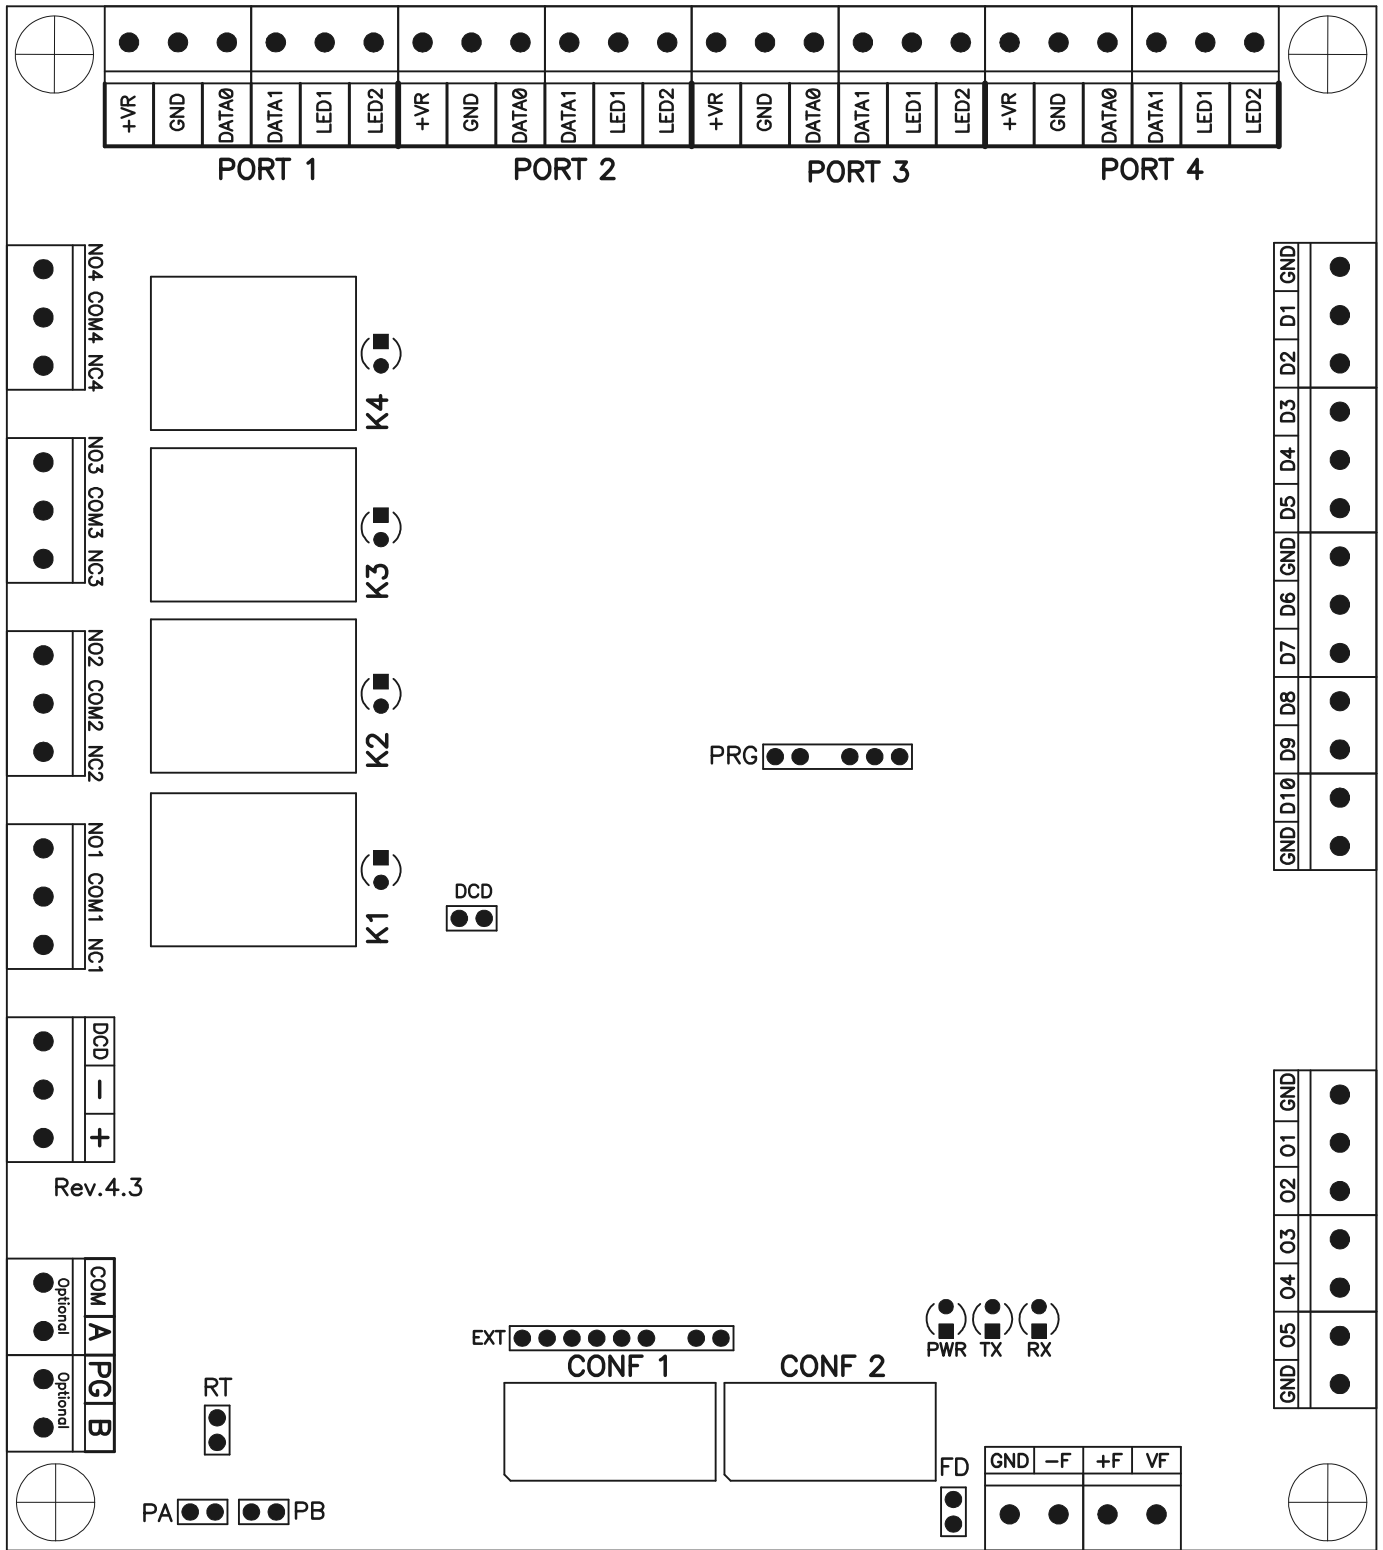 +VR GND DATA0 DATA1 LED1 LED2 +VR GND DATA0 DATA1 LED1 LED2 +VR GND DATA0 DATA1 LED1 LED2 +VR GND DATA0 DATA1 LED1 LED2
PORT 1 PORT 2 PORT 3 PORT 4
NO4 COM4 NC4
K4
NO3 COM3 NC3
K3
NO2 COM2 NC2
K2
NO1 COM1 NC1
K1
DCD
PRG
GND D1 D2 D3 D4 D5 GND D6 D7 D8 D9 D10 GND
DCD - +
Rev.4.3
COM A PG B
Optional
Optional
RT
PA PB
EXT
CONF 1 CONF 2
PWR TX RX
FD
GND -F +F VF
GND O1 O2 O3 O4 O5 GND